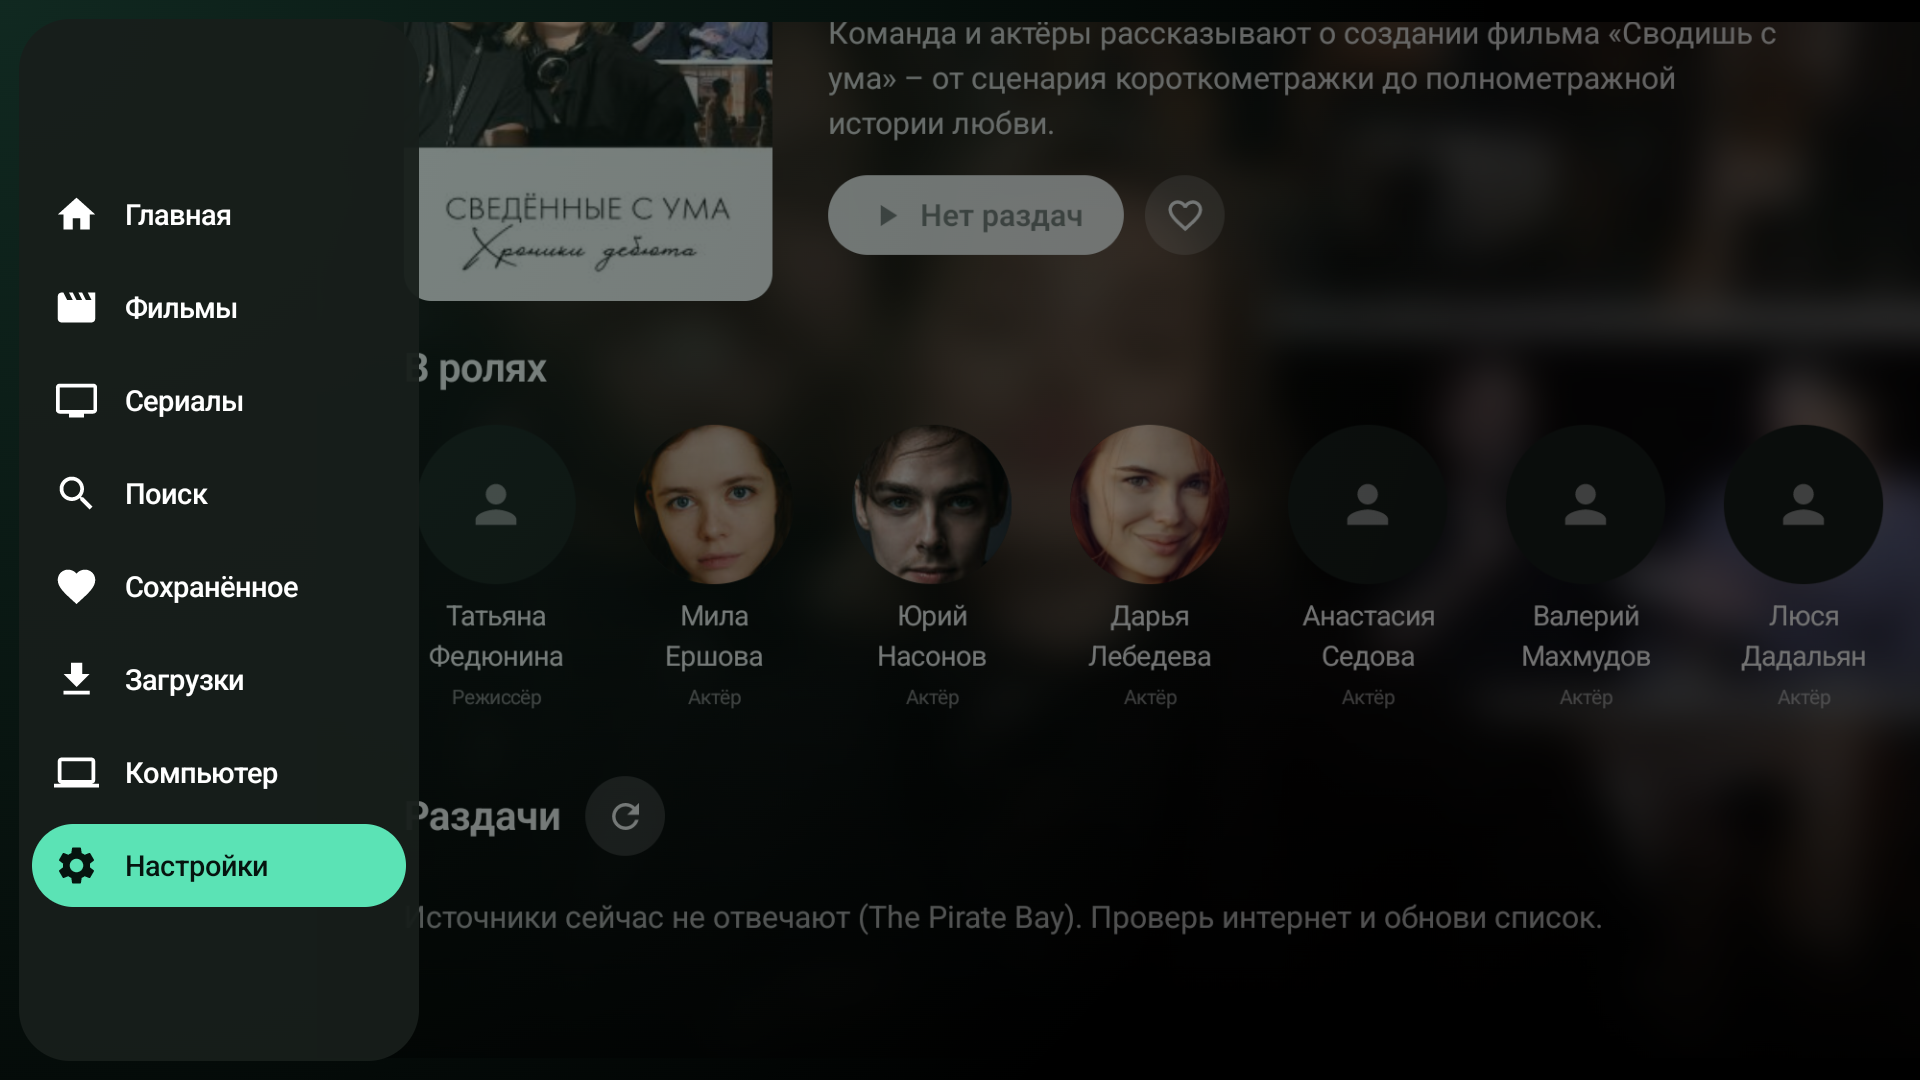 Главная
Фильмы
Сериалы
Поиск
Сохранённое
Загрузки
Компьютер
Настройки
Команда и актёры рассказывают о создании фильма «Сводишь с
ума» – от сценария короткометражки до полнометражной
истории любви.
СВЕДЁННЫЕ С УМА
Хроники дебюта
Нет раздач
В ролях
Татьяна
Федюнина
Режиссёр
Мила
Ершова
Актёр
Юрий
Насонов
Актёр
Дарья
Лебедева
Актёр
Анастасия
Седова
Актёр
Валерий
Махмудов
Актёр
Люся
Дадальян
Актёр
Раздачи
Источники сейчас не отвечают (The Pirate Bay). Проверь интернет и обнови список.